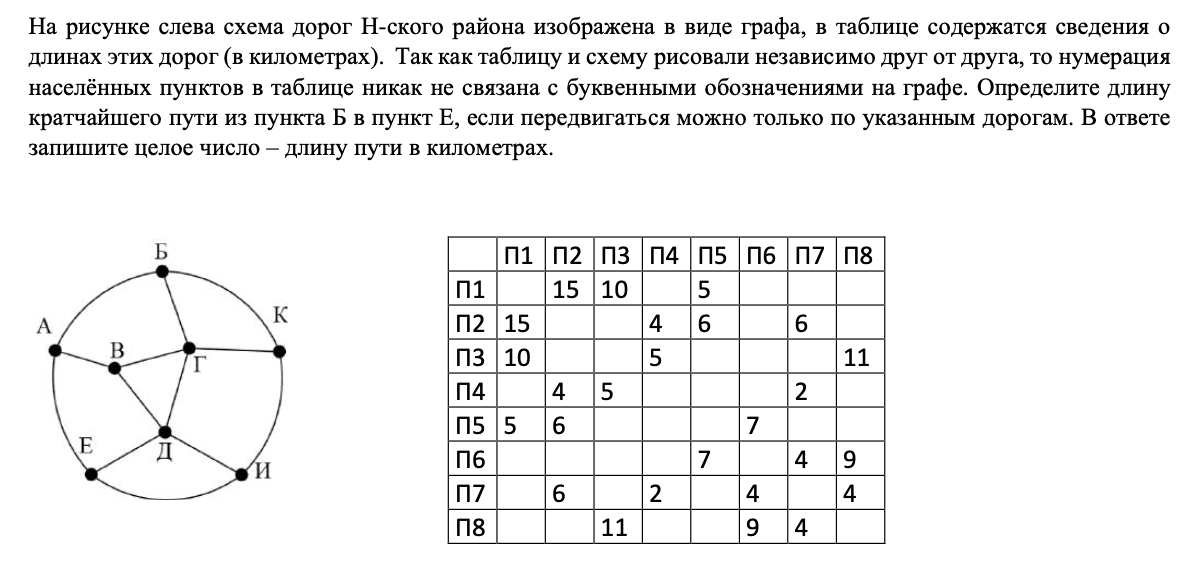 На рисунке слева схема дорог Н-ского района изображена в виде графа, в таблице содержатся сведения о
длинах этих дорог (в километрах). Так как таблицу и схему рисовали независимо друг от друга, то нумерация
населённых пунктов в таблице никак не связана с буквенными обозначениями на графе. Определите длину
кратчайшего пути из пункта Б в пункт Е, если передвигаться можно только по указанным дорогам. В ответе
запишите целое число – длину пути в километрах.
Б
К
А
В
Г
Е
Д
И
П1 П2 П3 П4 П5 П6 П7 П8
П1 15 10 5
П2 15 4 6 6
П3 10 5 11
П4 4 5 2
П5 5 6 7
П6 7 4 9
П7 6 2 4 4
П8 11 9 4